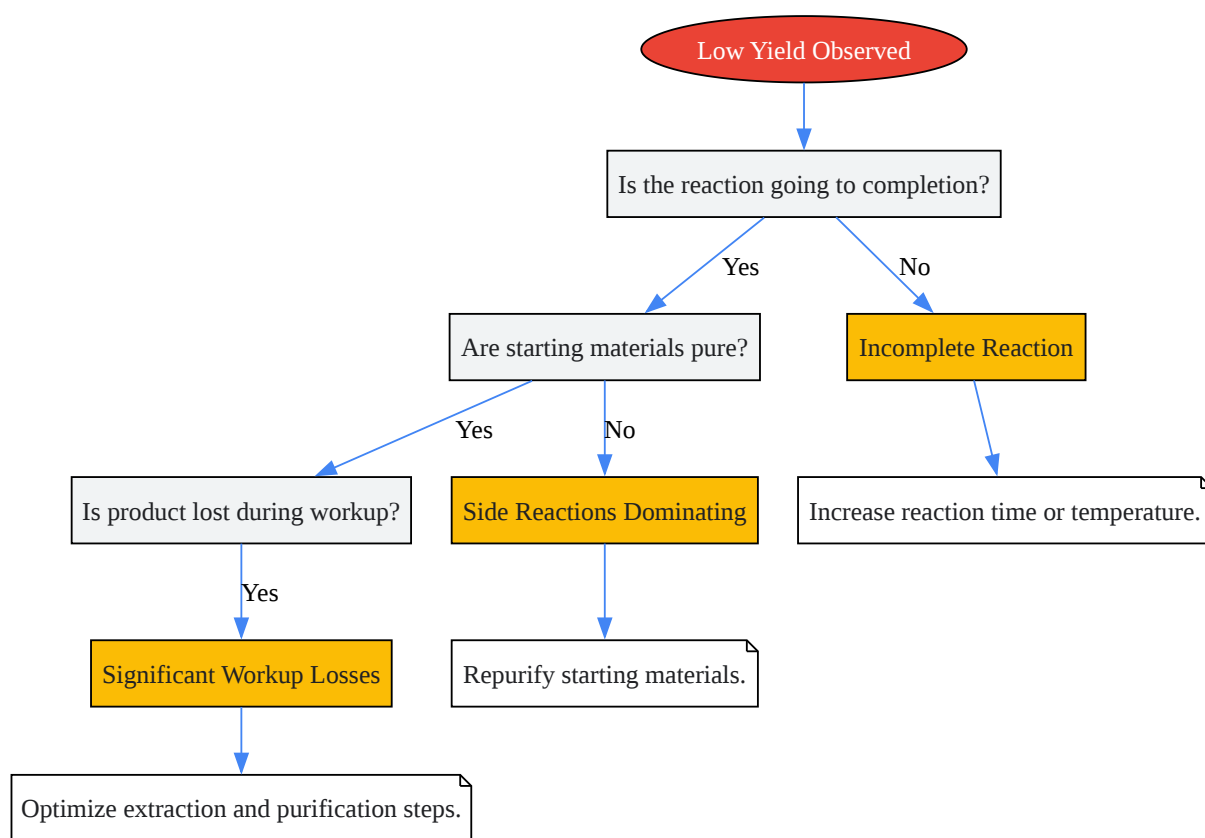 Low Yield Observed
Is the reaction going to completion?
Yes
No
Are starting materials pure?
Incomplete Reaction
Yes
No
Is product lost during workup?
Side Reactions Dominating
Increase reaction time or temperature.
Yes
Significant Workup Losses
Repurify starting materials.
Optimize extraction and purification steps.